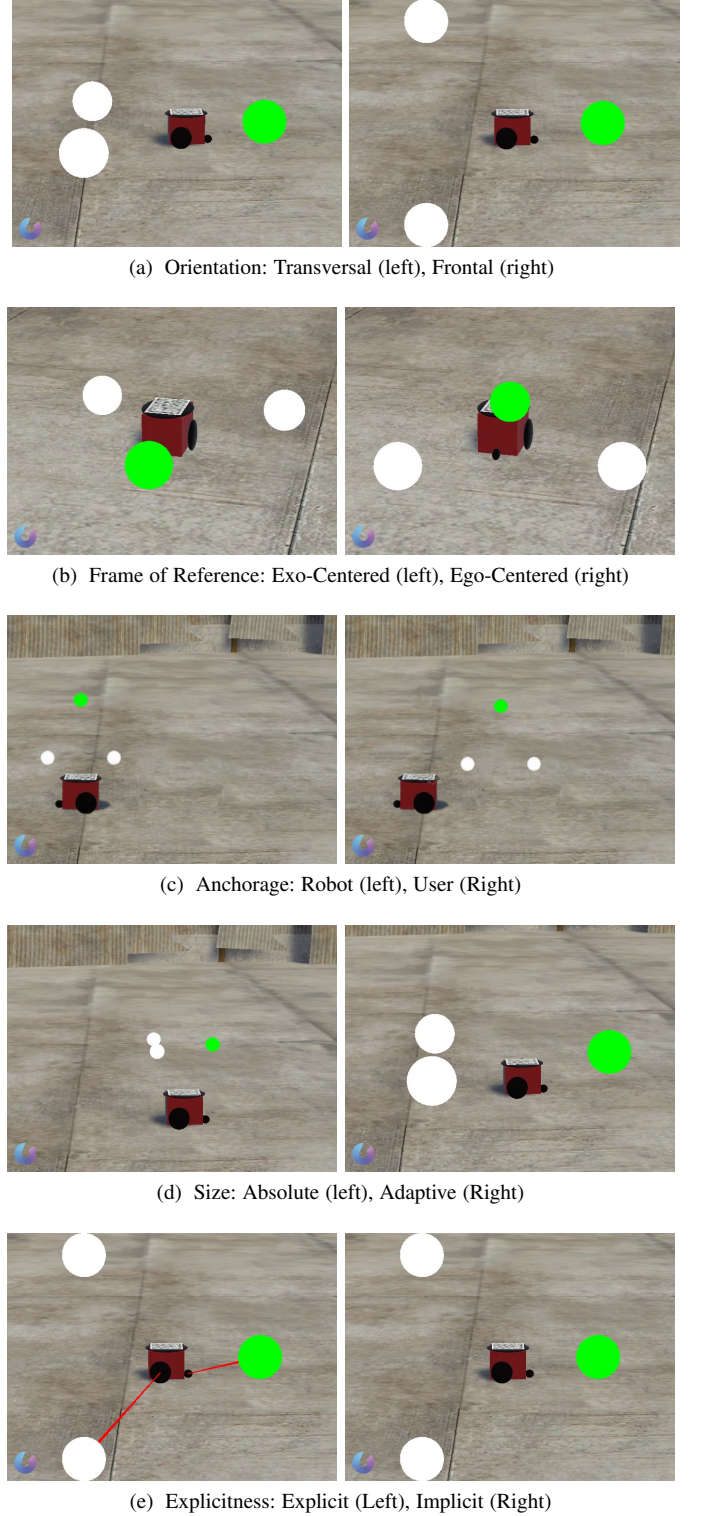 (a) Orientation: Transversal (left), Frontal (right)
(b) Frame of Reference: Exo-Centered (left), Ego-Centered (right)
(c) Anchorage: Robot (left), User (Right)
(d) Size: Absolute (left), Adaptive (Right)
(e) Explicitness: Explicit (Left), Implicit (Right)